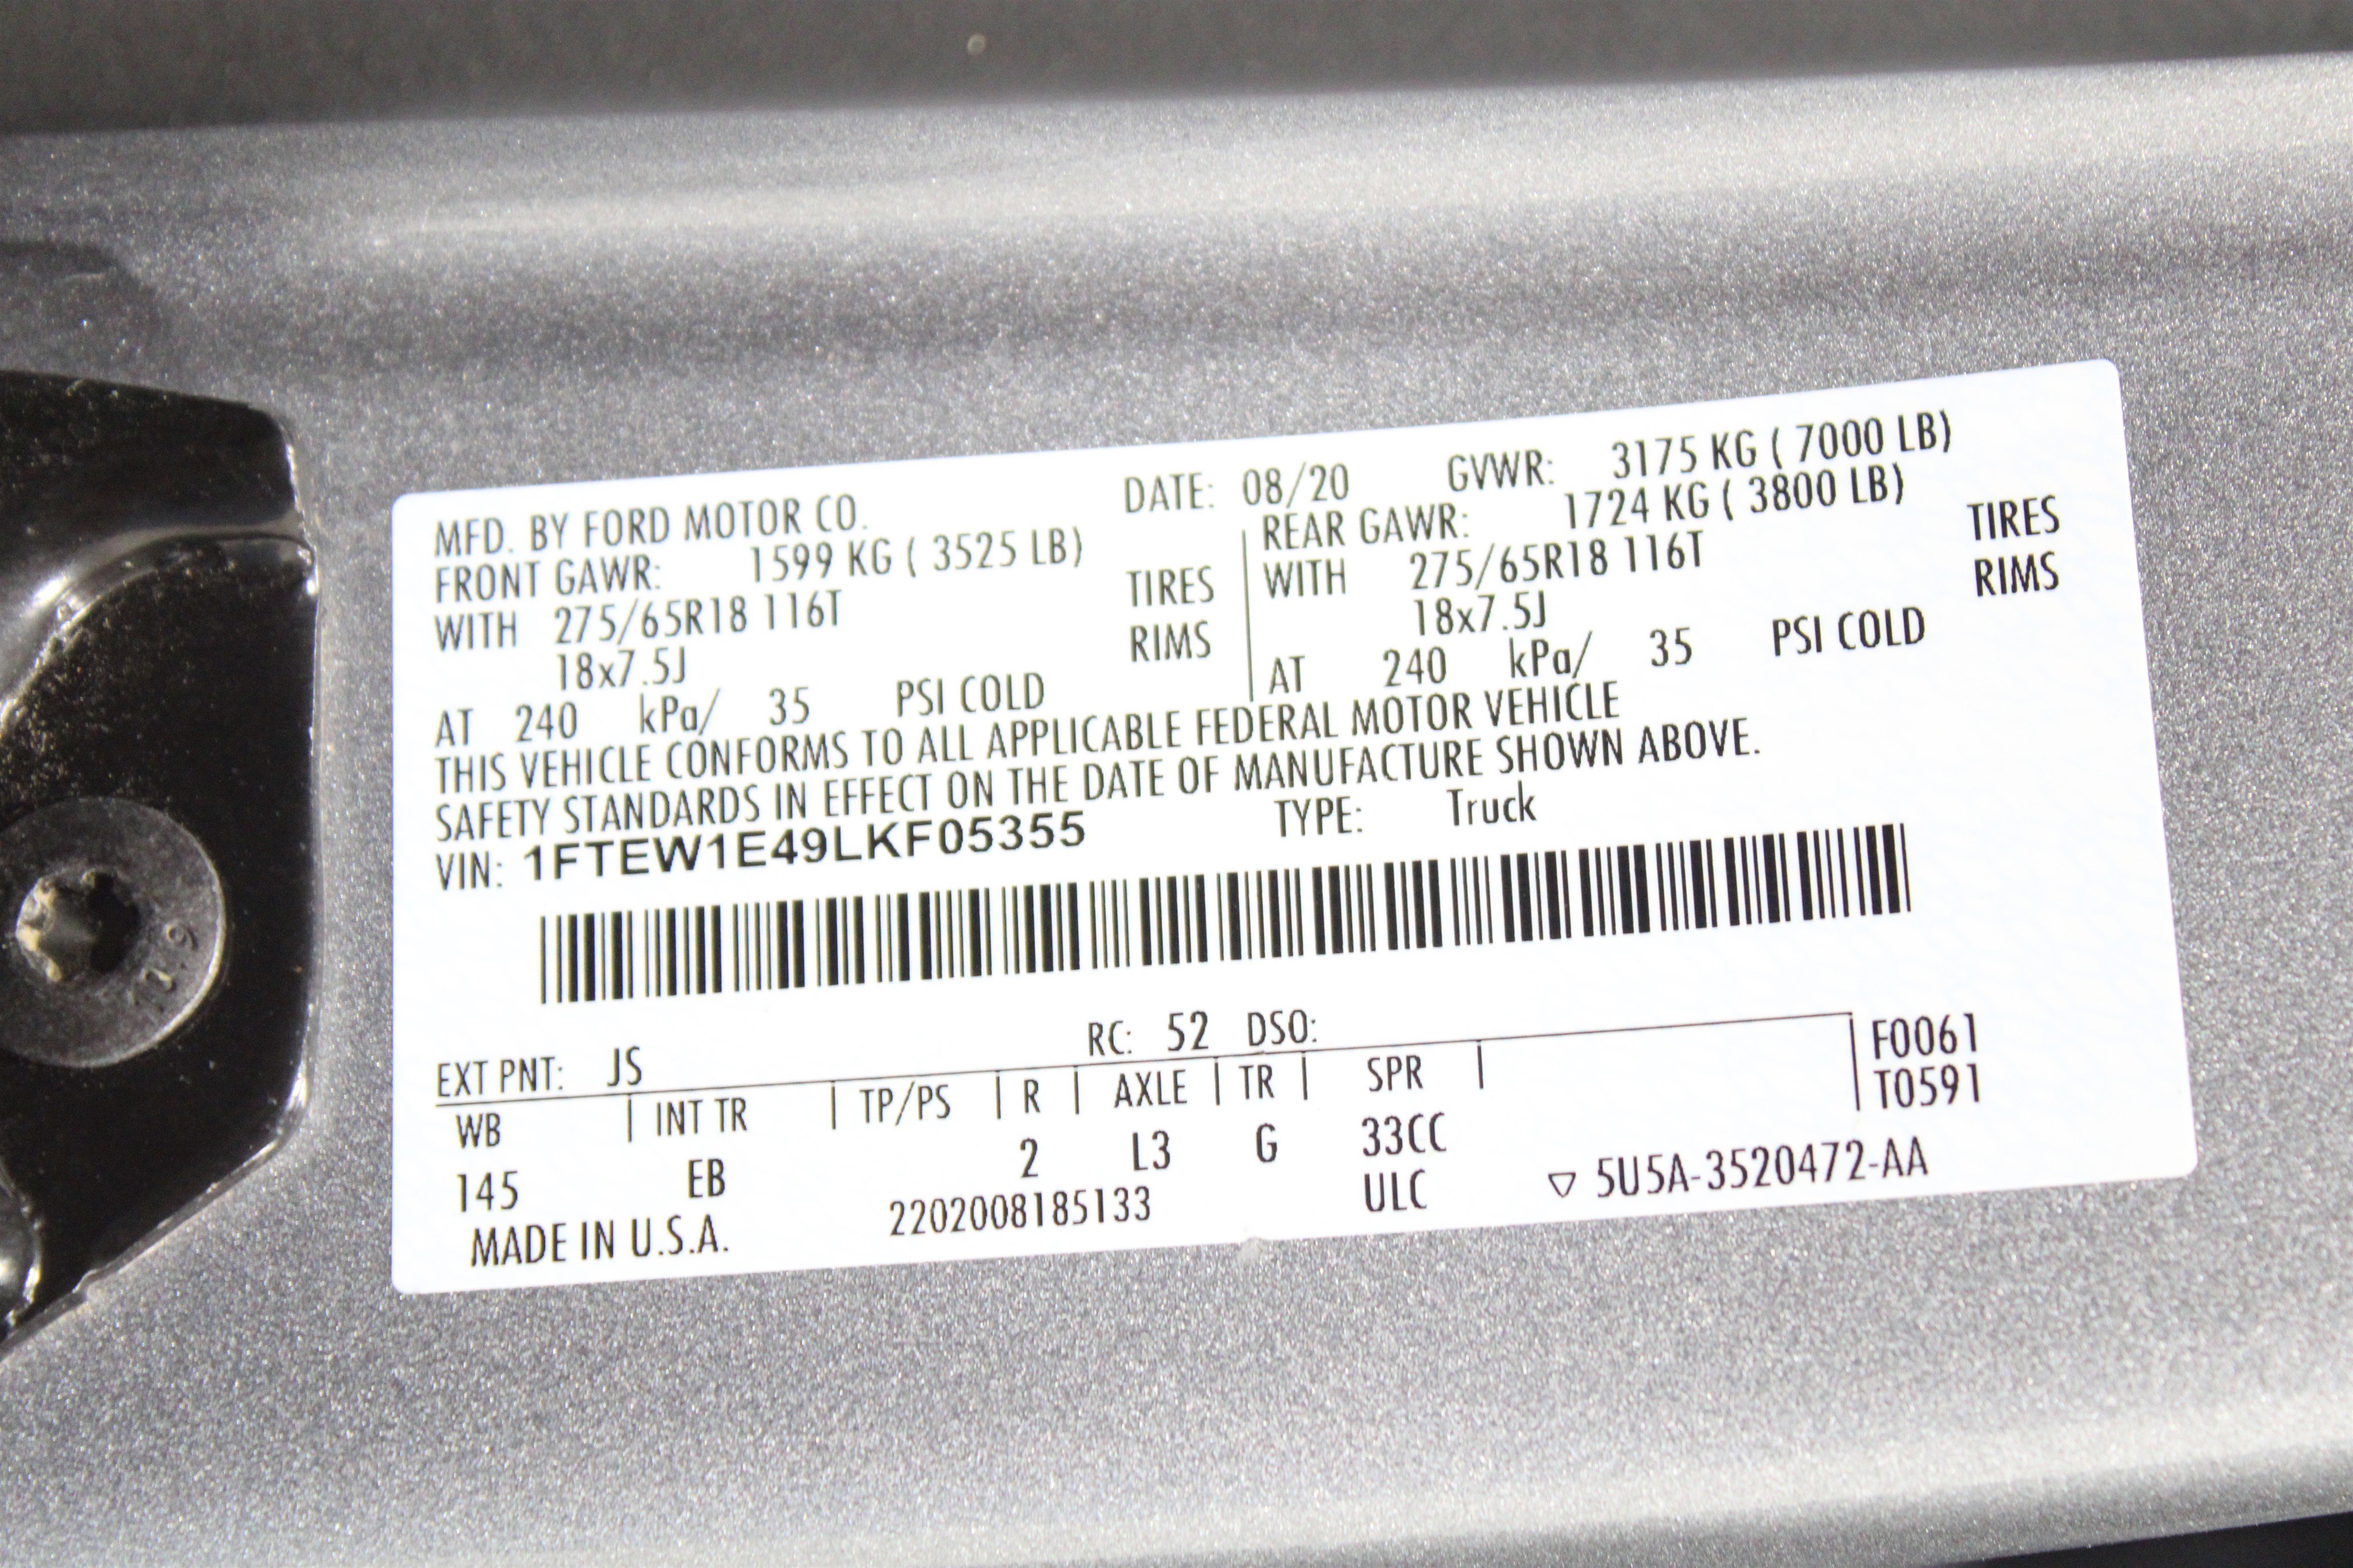 MFD. BY FORD MOTOR CO. DATE: 08/20 GVWR: 3175 KG ( 7000 LB)
FRONT GAWR: 1599 KG ( 3525 LB) REAR GAWR: 1724 KG ( 3800 LB)
WITH 275/65R18 116T TIRES WITH 275/65R18 116T TIRES
18x7.5J RIMS 18x7.5J RIMS
AT 240 kPa/ 35 PSI COLD AT 240 kPa/ 35 PSI COLD
THIS VEHICLE CONFORMS TO ALL APPLICABLE FEDERAL MOTOR VEHICLE
SAFETY STANDARDS IN EFFECT ON THE DATE OF MANUFACTURE SHOWN ABOVE.
VIN: 1FTEW1E49LKF05355 TYPE: Truck
EXT PNT: JS RC: 52 DSO: F0061
WB INT TR TP/PS R AXLE TR SPR T0591
145 EB 2 L3 G 33CC
MADE IN U.S.A. 2202008185133 ULC ▽ 5U5A-3520472-AA